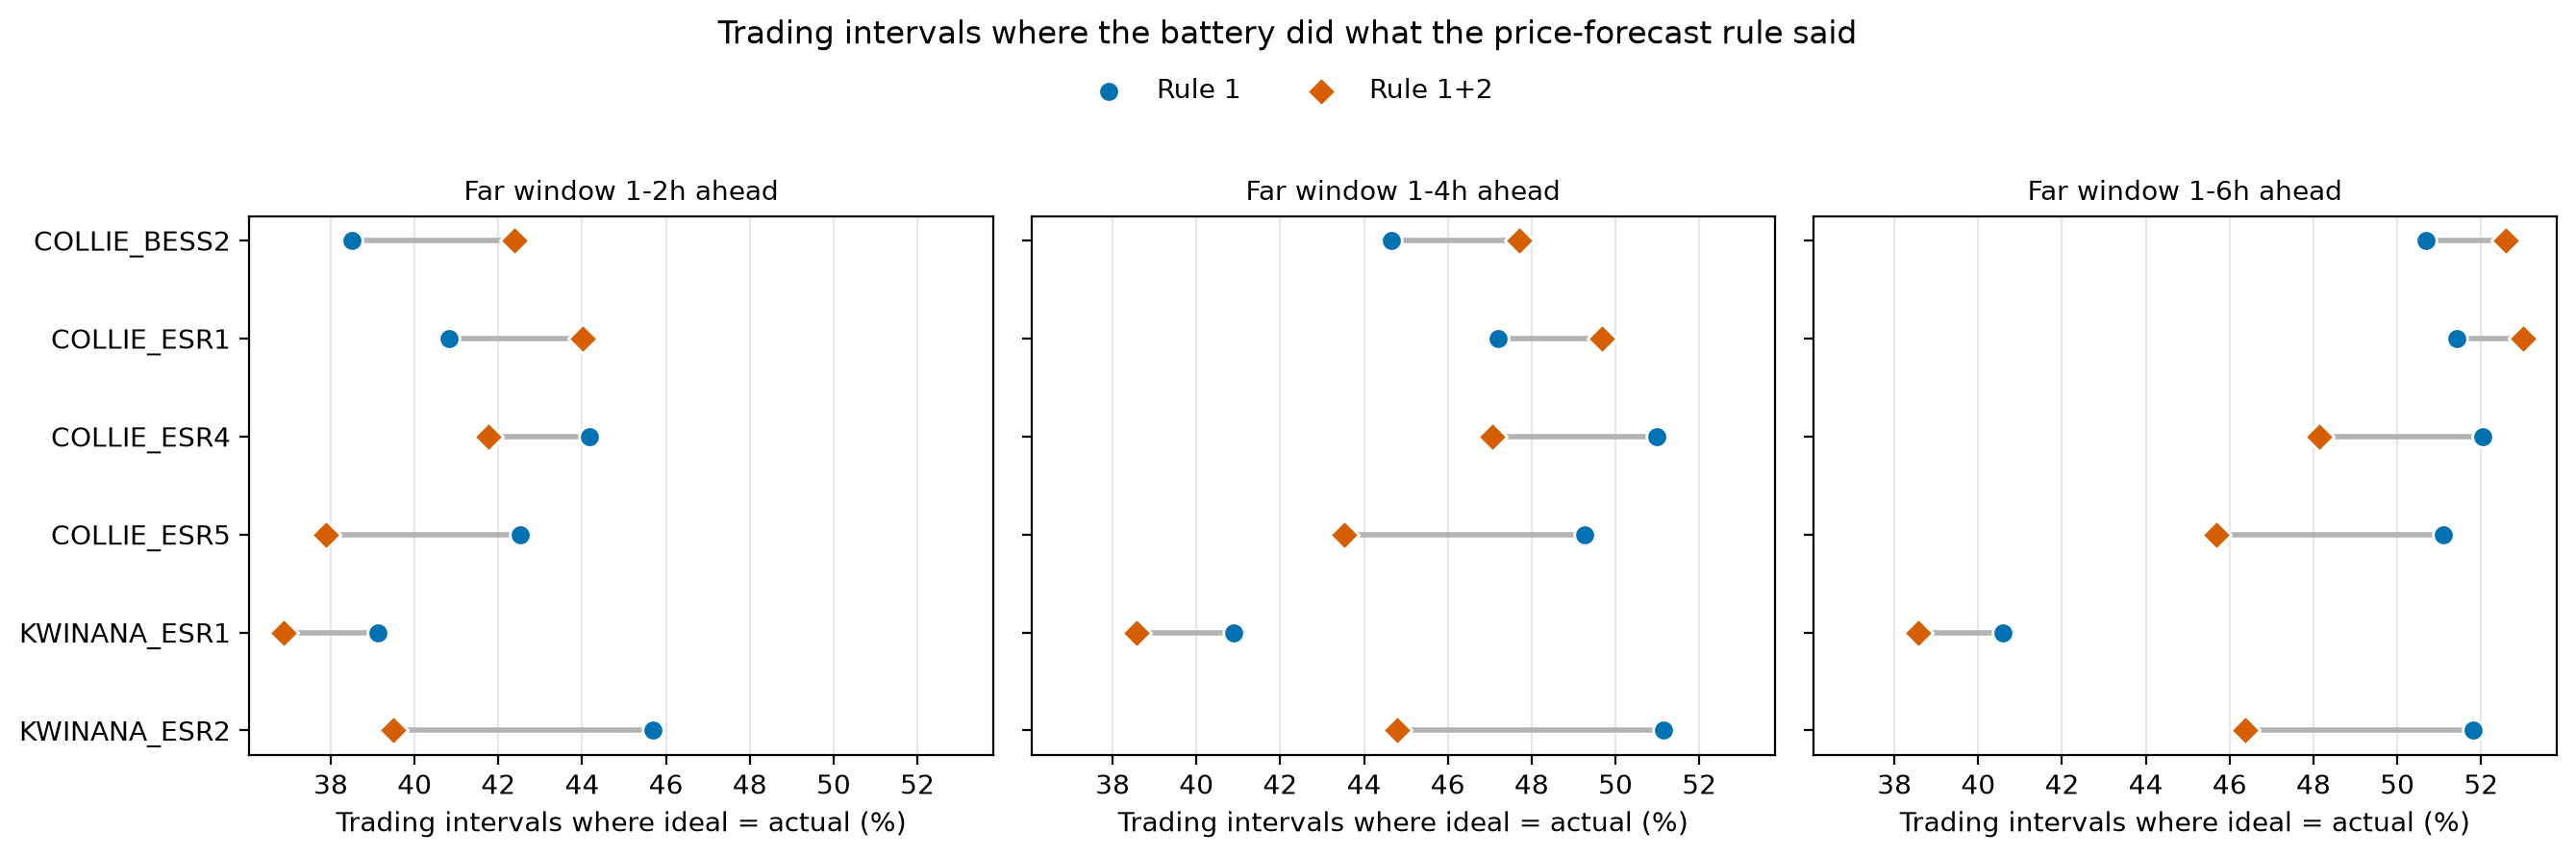 Trading intervals where the battery did what the price-forecast rule said
Rule 1 Rule 1+2
Far window 1-2h ahead
Far window 1-4h ahead
Far window 1-6h ahead
COLLIE_BESS2
COLLIE_ESR1
COLLIE_ESR4
COLLIE_ESR5
KWINANA_ESR1
KWINANA_ESR2
38 40 42 44 46 48 50 52
38 40 42 44 46 48 50 52
38 40 42 44 46 48 50 52
Trading intervals where ideal = actual (%)
Trading intervals where ideal = actual (%)
Trading intervals where ideal = actual (%)